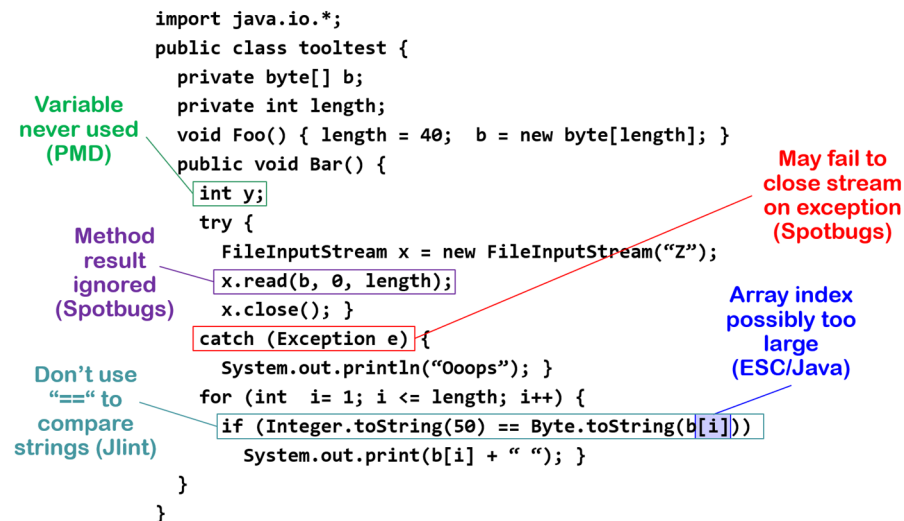 import java.io.*;
public class tooltest {
private byte[] b;
private int length;
void Foo() { length = 40;  b = new byte[length]; }
public void Bar() {
int y;
try {
FileInputStream x = new FileInputStream(“Z”);
x.read(b, 0, length);
x.close(); }
catch (Exception e) {
System.out.println(“Ooops”); }
for (int  i= 1; i <= length; i++) {
if (Integer.toString(50) == Byte.toString(b[i]))
System.out.print(b[i] + “ “); }
}
}
Variable
never used
(PMD)
Method
result
ignored
(Spotbugs)
Don’t use
“==“ to
compare
strings (Jlint)
May fail to
close stream
on exception
(Spotbugs)
Array index
possibly too
large
(ESC/Java)